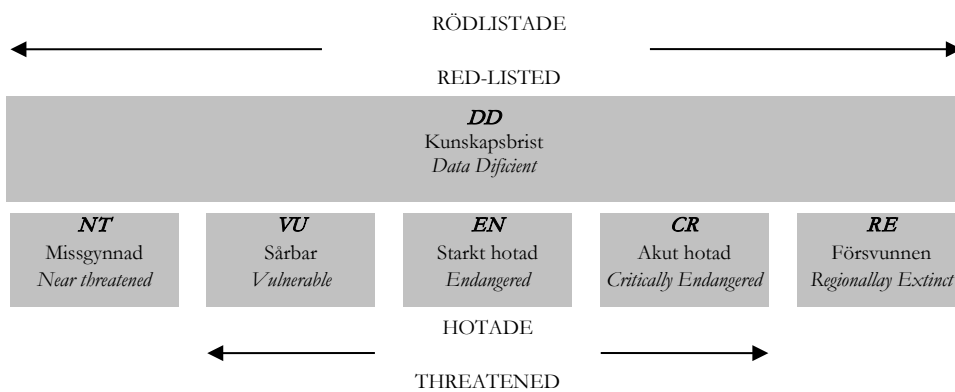 RÖDLISTADE
RED-LISTED
DD
Kunskapsbrist
Data Dificient
NT
Missgynnad
Near threatened
VU
Sårbar
Vulnerable
EN
Starkt hotad
Endangered
CR
Akut hotad
Critically Endangered
RE
Försvunnen
Regionallay Extinct
HOTADE
THREATENED